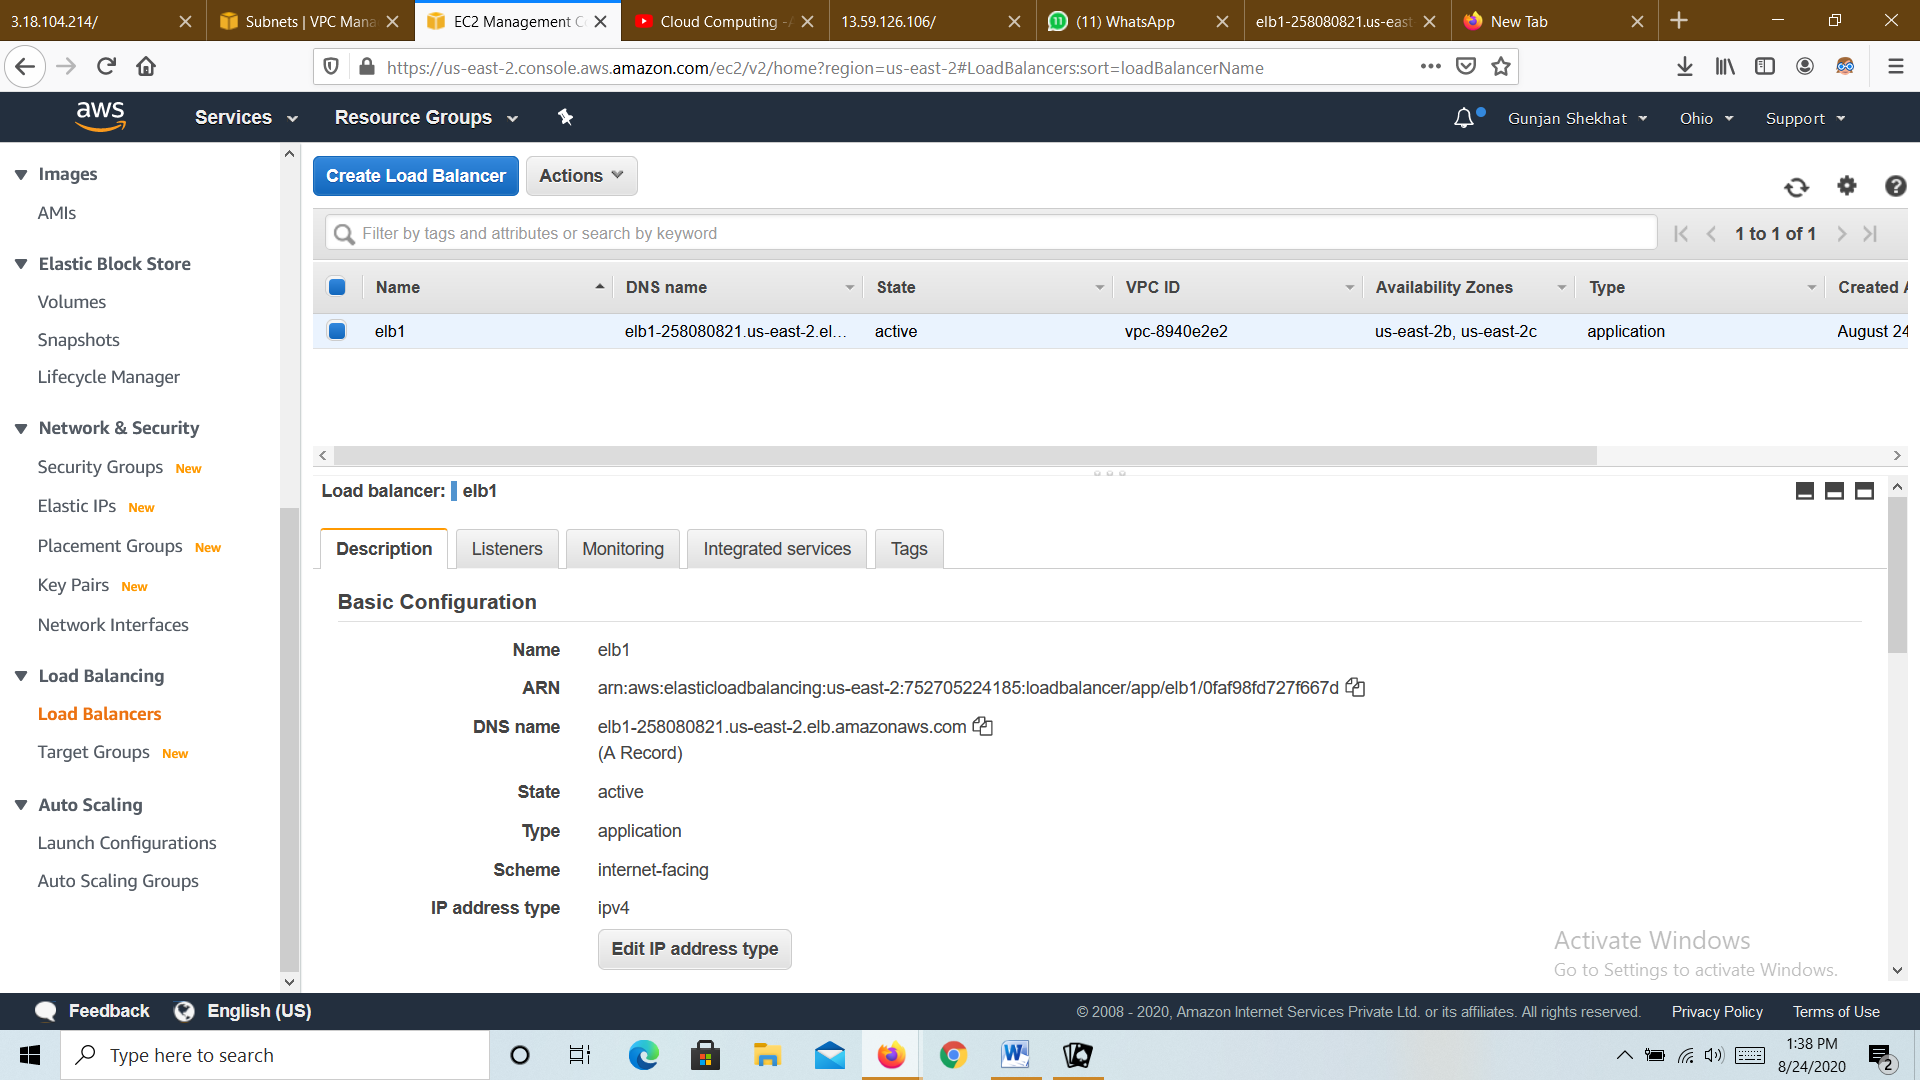 3.18.104.214/
Subnets | VPC Mana
EC2 Management C
Cloud Computing -
13.59.126.106/
(11) WhatsApp
elb1-258080821.us-east
New Tab
https://us-east-2.console.aws.amazon.com/ec2/v2/home?region=us-east-2#LoadBalancers:sort=loadBalancerName
aws
Services
Resource Groups
Gunjan Shekhat
Ohio
Support
Images
AMIs
Elastic Block Store
Volumes
Snapshots
Lifecycle Manager
Network & Security
Security Groups New
Elastic IPs New
Placement Groups New
Key Pairs New
Network Interfaces
Load Balancing
Load Balancers
Target Groups New
Auto Scaling
Launch Configurations
Auto Scaling Groups
Create Load Balancer
Actions
Filter by tags and attributes or search by keyword
1 to 1 of 1
Name DNS name State VPC ID Availability Zones Type Created A
elb1 elb1-258080821.us-east-2.el... active vpc-8940e2e2 us-east-2b, us-east-2c application August 24
Load balancer: elb1
Description Listeners Monitoring Integrated services Tags
Basic Configuration
Name elb1
ARN arn:aws:elasticloadbalancing:us-east-2:752705224185:loadbalancer/app/elb1/0faf98fd727f667d
DNS name elb1-258080821.us-east-2.elb.amazonaws.com
(A Record)
State active
Type application
Scheme internet-facing
IP address type ipv4
Edit IP address type
Activate Windows
Go to Settings to activate Windows.
Feedback
English (US)
© 2008 - 2020, Amazon Internet Services Private Ltd. or its affiliates. All rights reserved.
Privacy Policy
Terms of Use
Type here to search
1:38 PM
8/24/2020
2